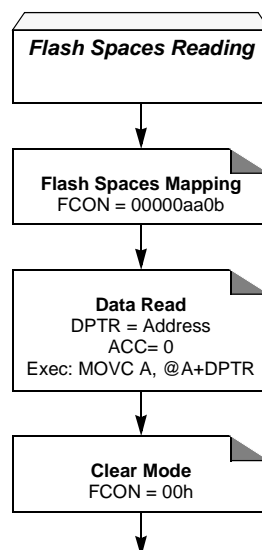 Flash Spaces Reading
Flash Spaces Mapping
FCON = 00000aa0b
Data Read
DPTR = Address
ACC= 0
Exec: MOVC A, @A+DPTR
Clear Mode
FCON = 00h